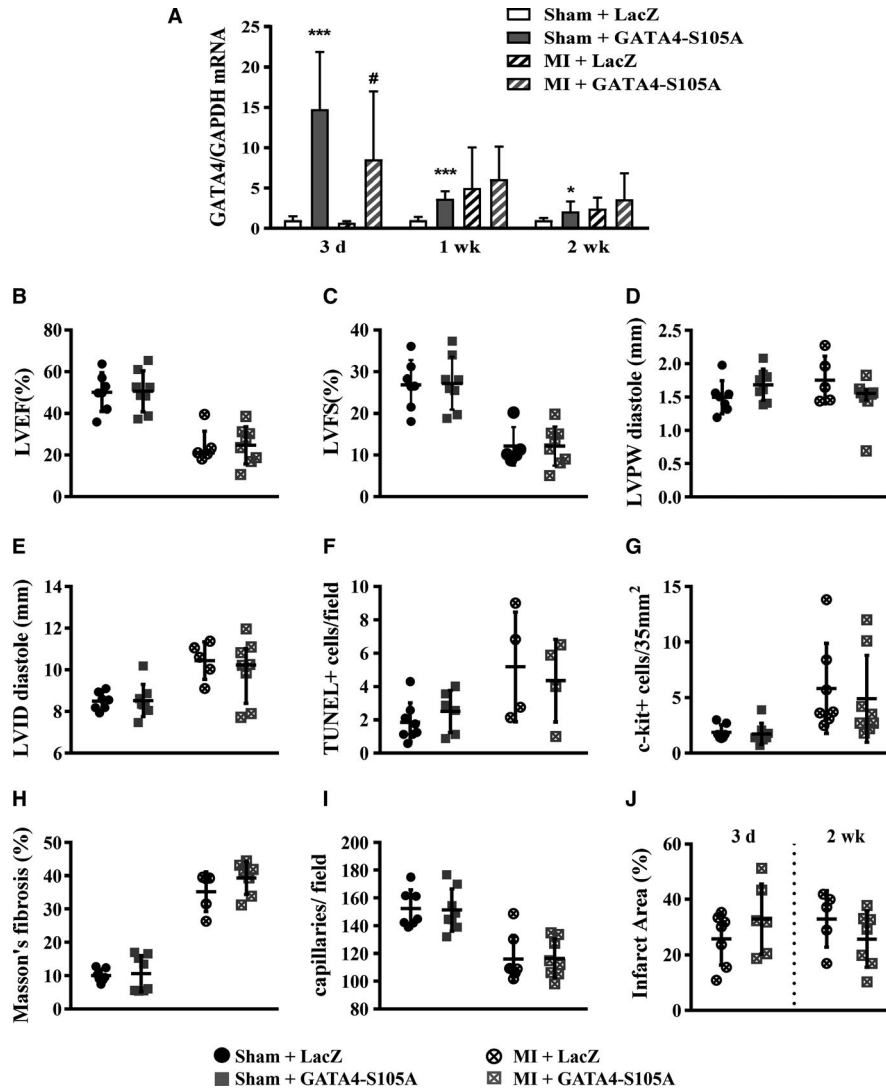 A
GATA4/GAPDH mRNA
25
20
15
10
5
0
***
#
***
*
3 d
1 wk
2 wk
Sham + LacZ
Sham + GATA4-S105A
MI + LacZ
MI + GATA4-S105A
B
LVEF(%)
80
60
40
20
0
C
LVFS(%)
40
30
20
10
0
D
LVPW diastole (mm)
2.5
2.0
1.5
1.0
0.5
0.0
E
LVID diastole (mm)
14
12
10
8
6
F
TUNEL+ cells/field
10
8
6
4
2
0
G
c-kit+ cells/35mm²
15
10
5
0
H
Masson's fibrosis (%)
50
40
30
20
10
0
I
capillaries/ field
200
180
160
140
120
100
80
J
Infarct Area (%)
60
40
20
0
3 d
2 wk
Sham + LacZ
MI + LacZ
Sham + GATA4-S105A
MI + GATA4-S105A